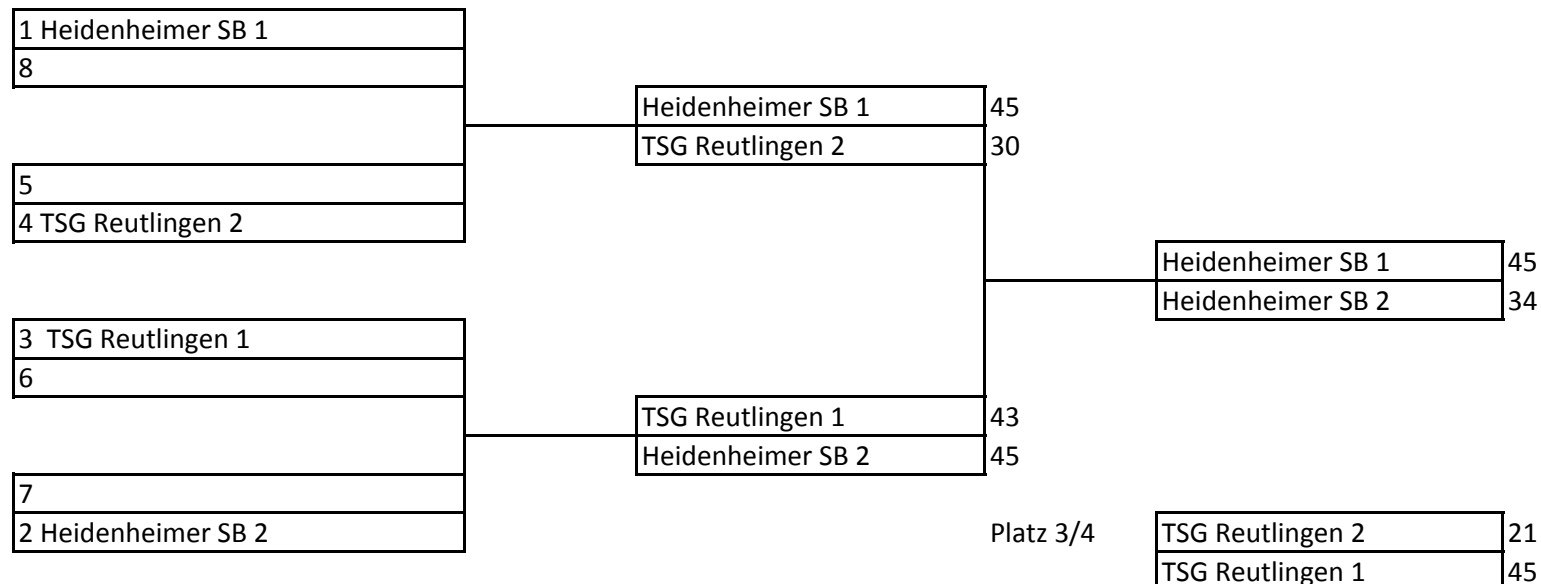 1 Heidenheimer SB 1
8
Heidenheimer SB 1 45
TSG Reutlingen 2 30
5
4 TSG Reutlingen 2
Heidenheimer SB 1 45
Heidenheimer SB 2 34
3 TSG Reutlingen 1
6
TSG Reutlingen 1 43
Heidenheimer SB 2 45
7
2 Heidenheimer SB 2
Platz 3/4 TSG Reutlingen 2 21
TSG Reutlingen 1 45